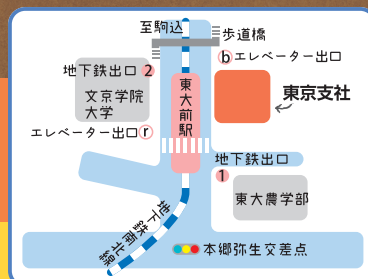 至駒込
歩道橋
ⓑエレベーター出口
地下鉄出口 2
文京学院
大学
東大前駅
東京支社
エレベーター出口ⓡ
地下鉄出口
1
東大農学部
地下鉄南北線
本郷弥生交差点